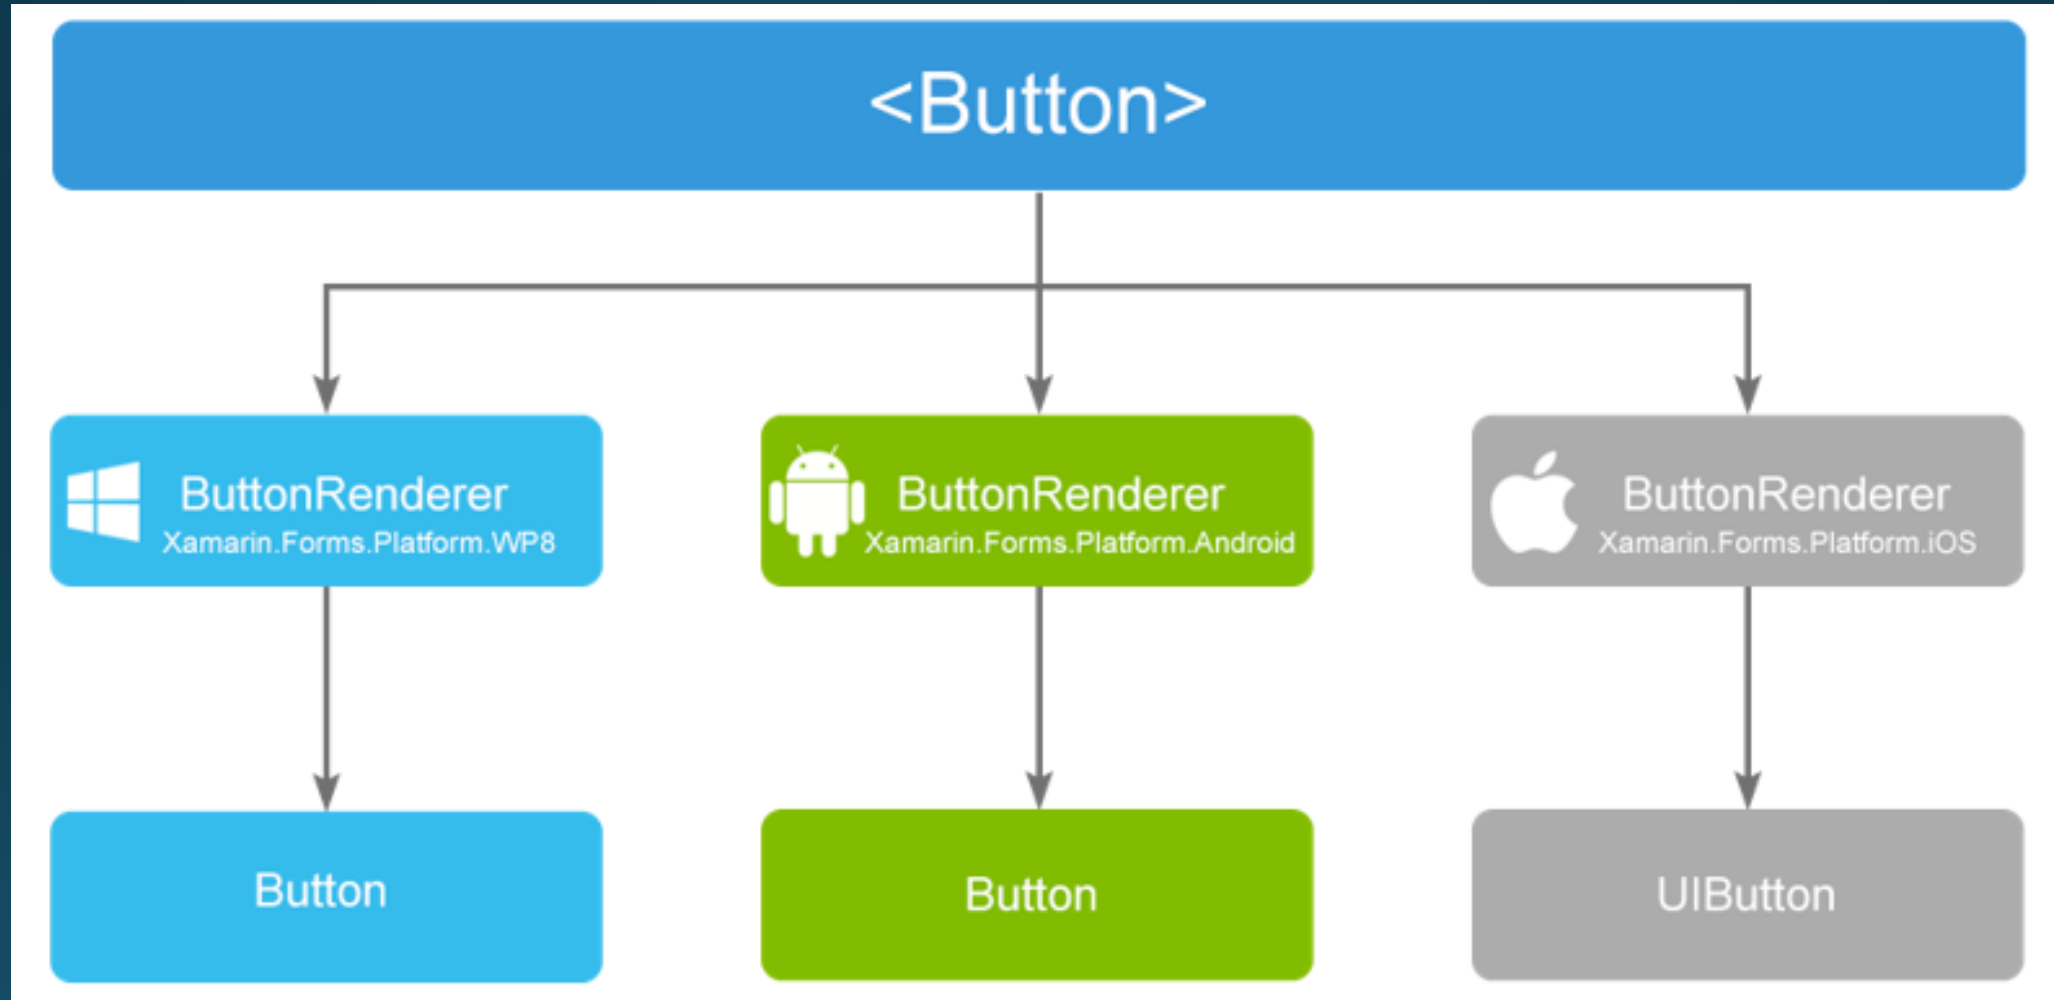 <Button>
ButtonRenderer
Xamarin.Forms.Platform.WP8
ButtonRenderer
Xamarin.Forms.Platform.Android
ButtonRenderer
Xamarin.Forms.Platform.iOS
Button
Button
UIButton